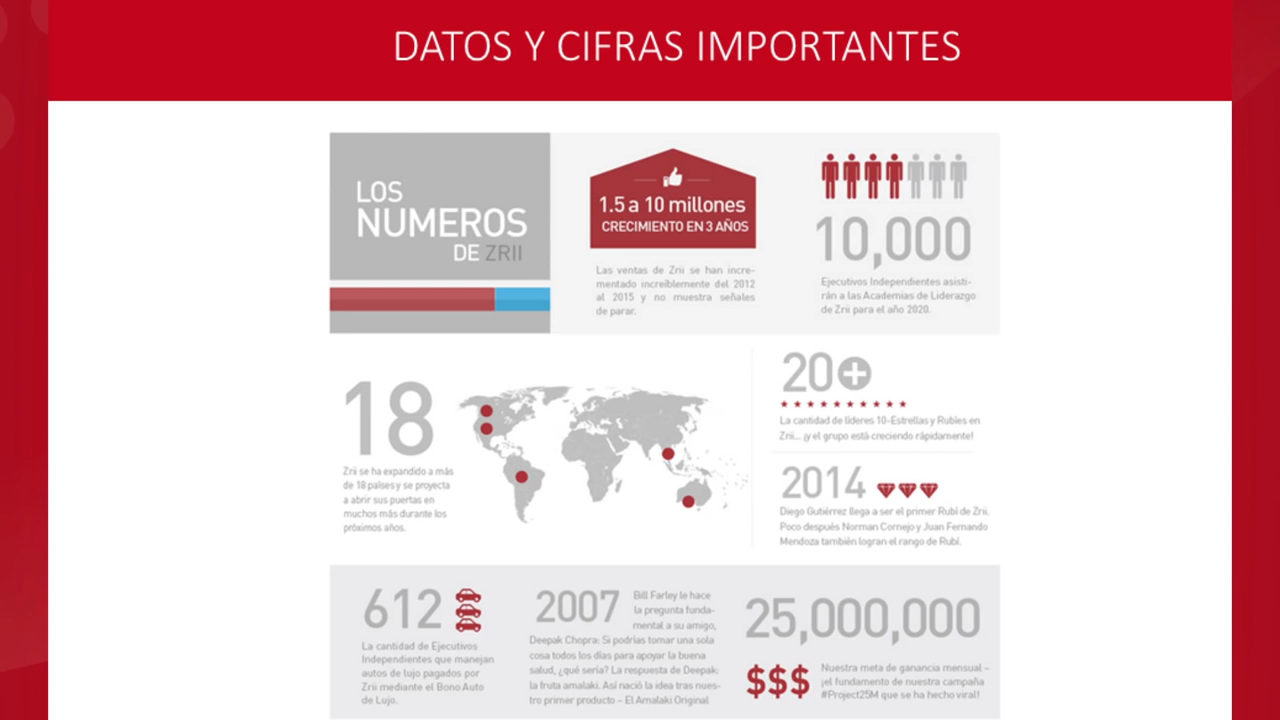 DATOS Y CIFRAS IMPORTANTES
LOS
NUMEROS
DE ZRII
1.5 a 10 millones
CRECIMIENTO EN 3 AÑOS
Las ventas de Zrii se han incre-
mentado increíblemente del 2012
al 2015 y no muestra señales
de parar.
10,000
Ejecutivos Independientes asisti-
rán a las Academias de Liderazgo
de Zrii para el año 2020.
18
Zrii se ha expandido a más
de 18 países y se proyecta
a abrir sus puertas en
muchos más durante los
próximos años.
20+
La cantidad de líderes 10-Estrellas y Rubíes en
Zrii... ¡y el grupo está creciendo rápidamente!
2014
Diego Gutiérrez llega a ser el primer Rubí de Zrii.
Poco después Norman Cornejo y Juan Fernando
Mendoza también logran el rango de Rubí.
612
La cantidad de Ejecutivos
Independientes que manejan
autos de lujo pagados por
Zrii mediante el Bono Auto
de Lujo.
2007
Bill Farley le hace
la pregunta funda-
mental a su amigo,
Deepak Chopra: Si podrías tomar una sola
cosa todos los días para apoyar la buena
salud, ¿qué sería? La respuesta de Deepak:
la fruta amalaki. Así nació la idea tras nues-
tro primer producto – El Amalaki Original
25,000,000
$$$
Nuestra meta de ganancia mensual –
¡el fundamento de nuestra campaña
#Project25M que se ha hecho viral!